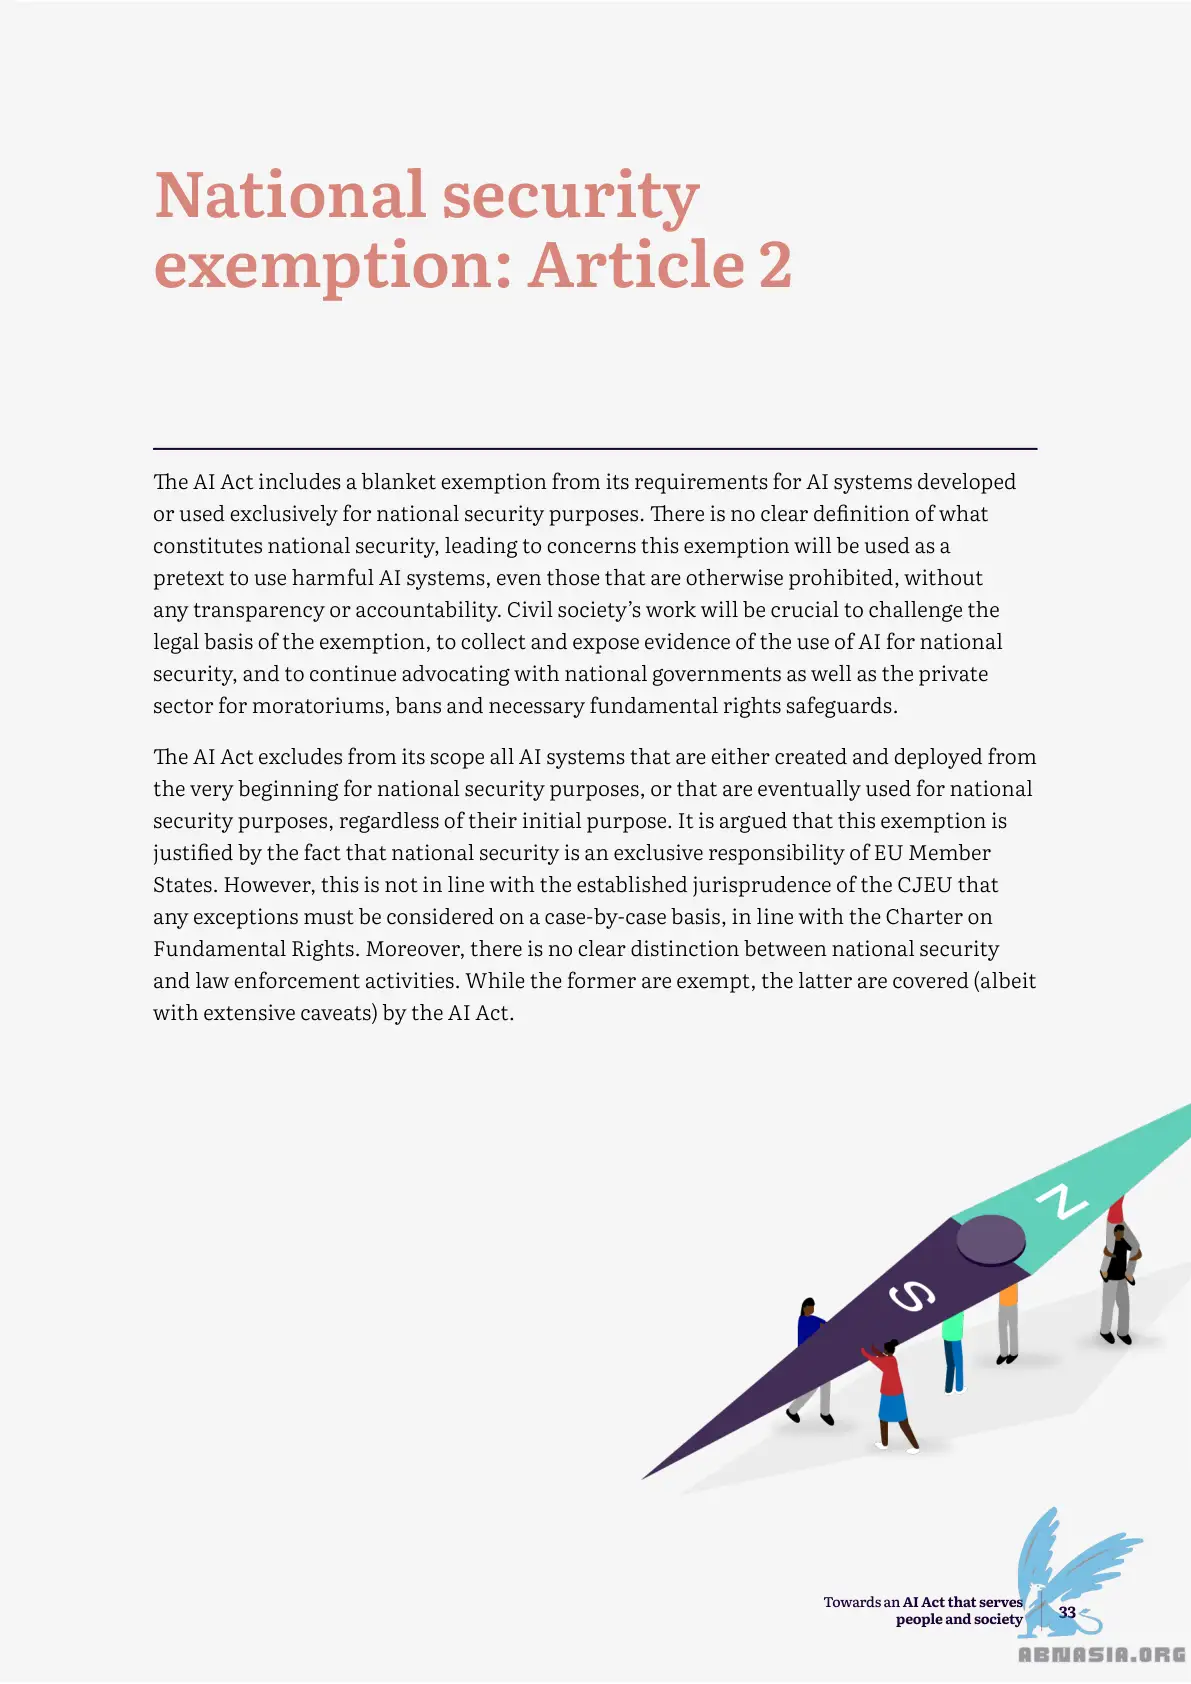 National security
exemption: Article 2
The AI Act includes a blanket exemption from its requirements for AI systems developed
or used exclusively for national security purposes. There is no clear definition of what
constitutes national security, leading to concerns this exemption will be used as a
pretext to use harmful AI systems, even those that are otherwise prohibited, without
any transparency or accountability. Civil society’s work will be crucial to challenge the
legal basis of the exemption, to collect and expose evidence of the use of AI for national
security, and to continue advocating with national governments as well as the private
sector for moratoriums, bans and necessary fundamental rights safeguards.
The AI Act excludes from its scope all AI systems that are either created and deployed from
the very beginning for national security purposes, or that are eventually used for national
security purposes, regardless of their initial purpose. It is argued that this exemption is
justified by the fact that national security is an exclusive responsibility of EU Member
States. However, this is not in line with the established jurisprudence of the CJEU that
any exceptions must be considered on a case-by-case basis, in line with the Charter on
Fundamental Rights. Moreover, there is no clear distinction between national security
and law enforcement activities. While the former are exempt, the latter are covered (albeit
with extensive caveats) by the AI Act.
N
S
Towards an AI Act that serves
people and society
33
ABNASIA.ORG